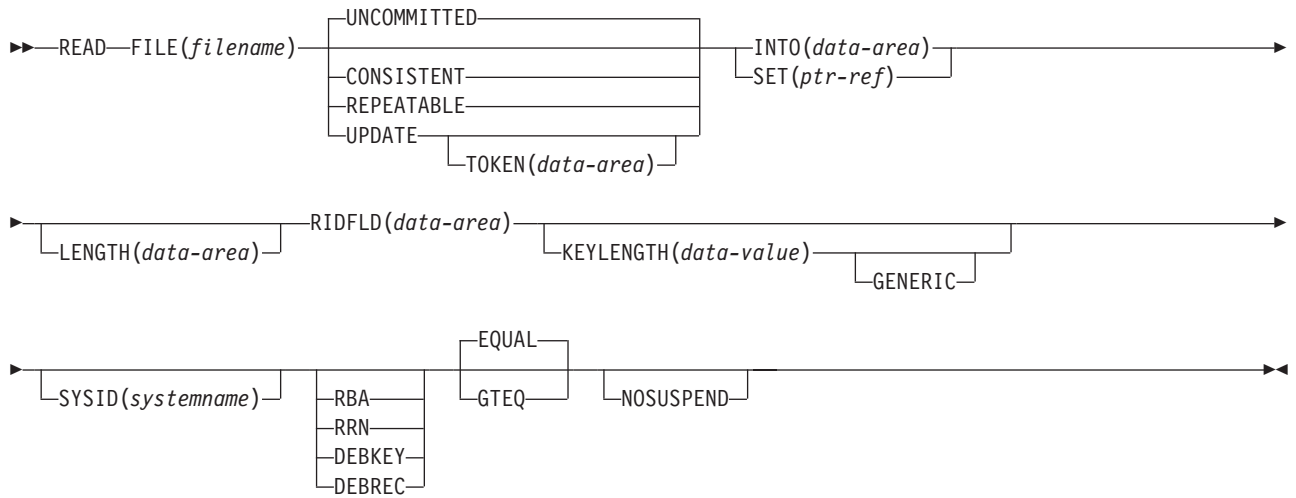 UNCOMMITTED
READ FILE(filename) INTO(data-area)
CONSISTENT SET(ptr-ref)
REPEATABLE
UPDATE
TOKEN(data-area)
RIDFLD(data-area)
LENGTH(data-area) KEYLENGTH(data-value)
GENERIC
EQUAL
SYSID(systemname) RBA GTEQ NOSUSPEND
RRN
DEBKEY
DEBREC